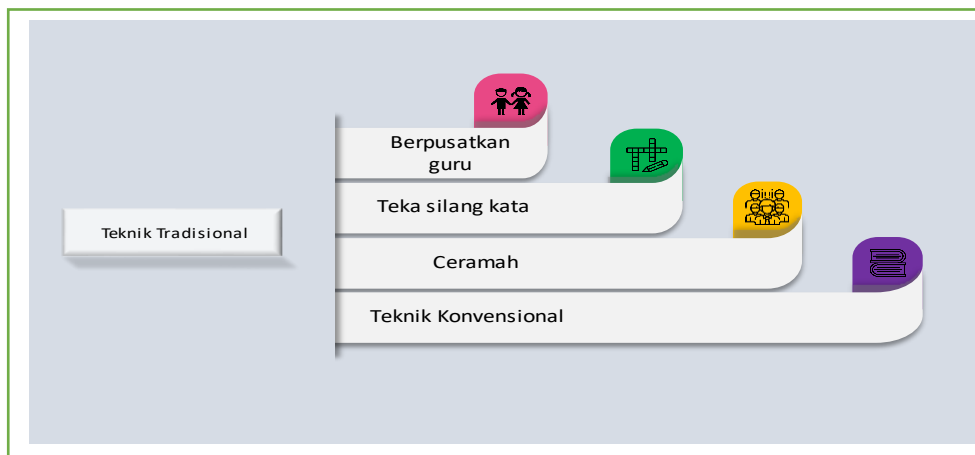 Berpusatkan
guru
Teka silang kata
Teknik Tradisional
Ceramah
Teknik Konvensional